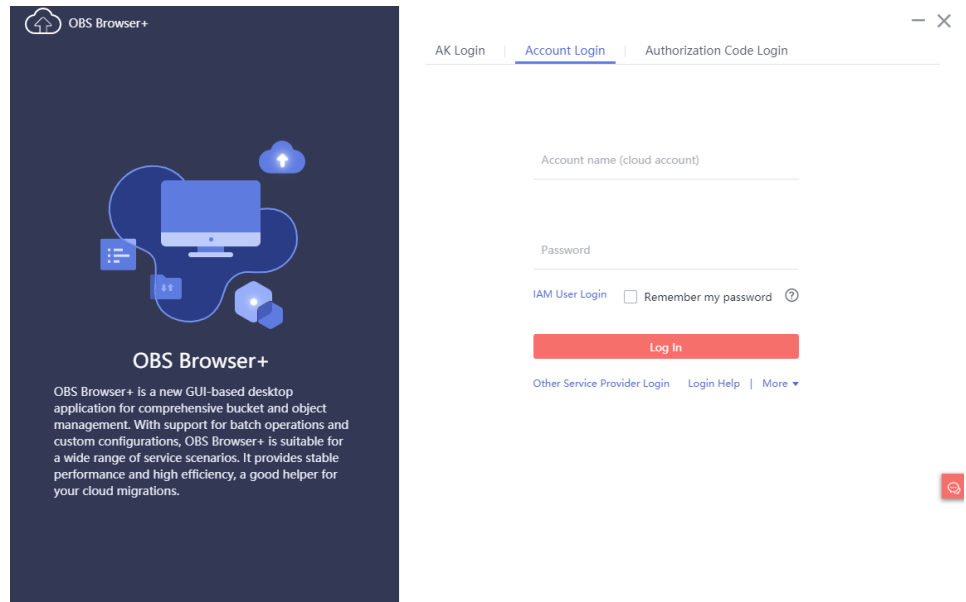 OBS Browser+
AK Login | Account Login | Authorization Code Login
Account name (cloud account)
Password
IAM User Login Remember my password ?
Log In
Other Service Provider Login Login Help | More
OBS Browser+
OBS Browser+ is a new GUI-based desktop
application for comprehensive bucket and object
management. With support for batch operations and
custom configurations, OBS Browser+ is suitable for
a wide range of service scenarios. It provides stable
performance and high efficiency, a good helper for
your cloud migrations.